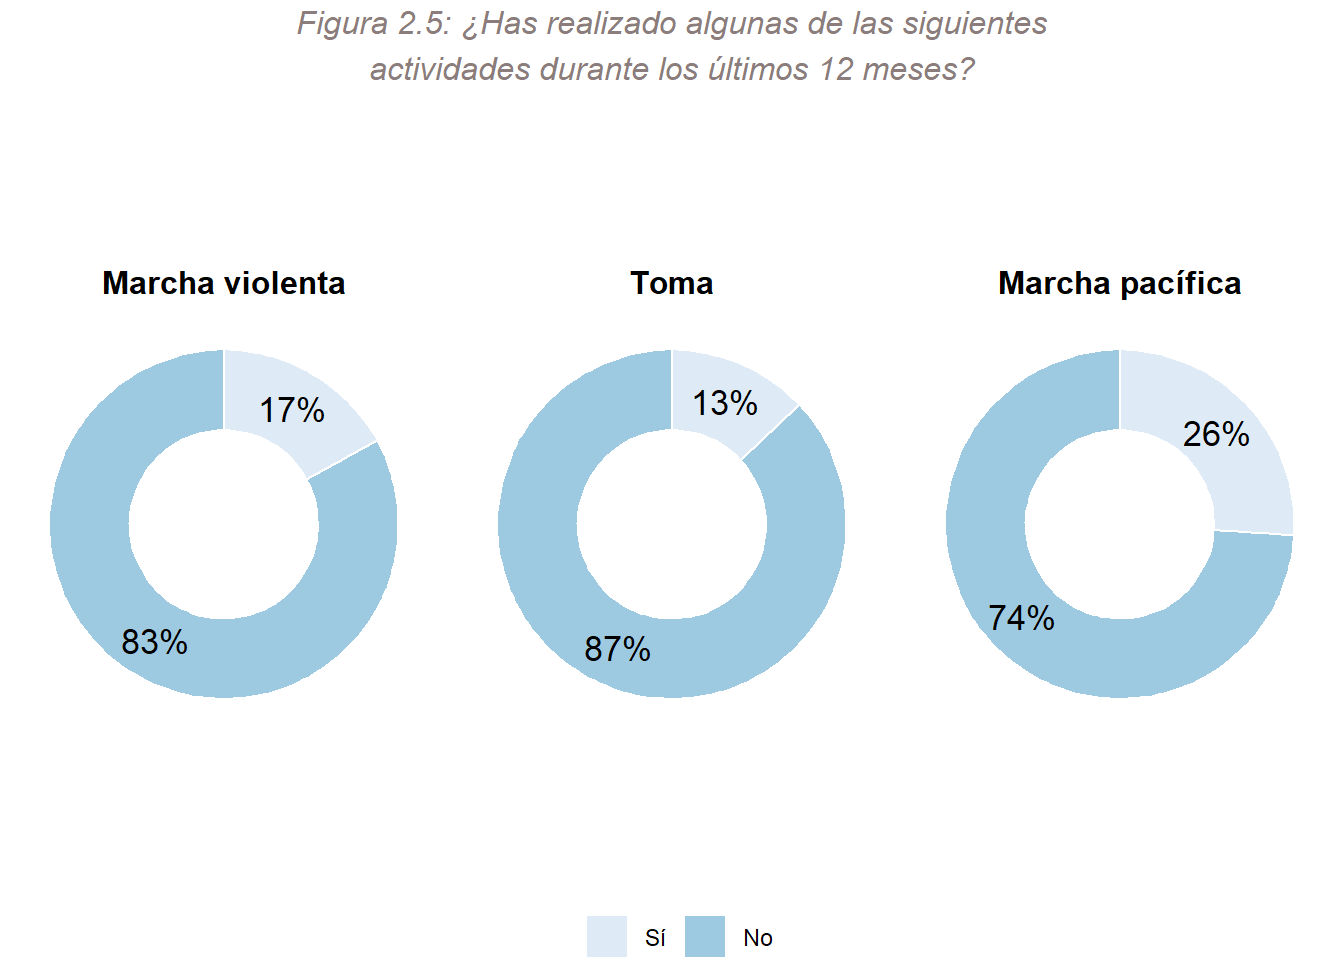 Figura 2.5: ¿Has realizado algunas de las siguientes
actividades durante los últimos 12 meses?
Marcha violenta
Toma
Marcha pacífica
17%
83%
13%
87%
26%
74%
Sí
No